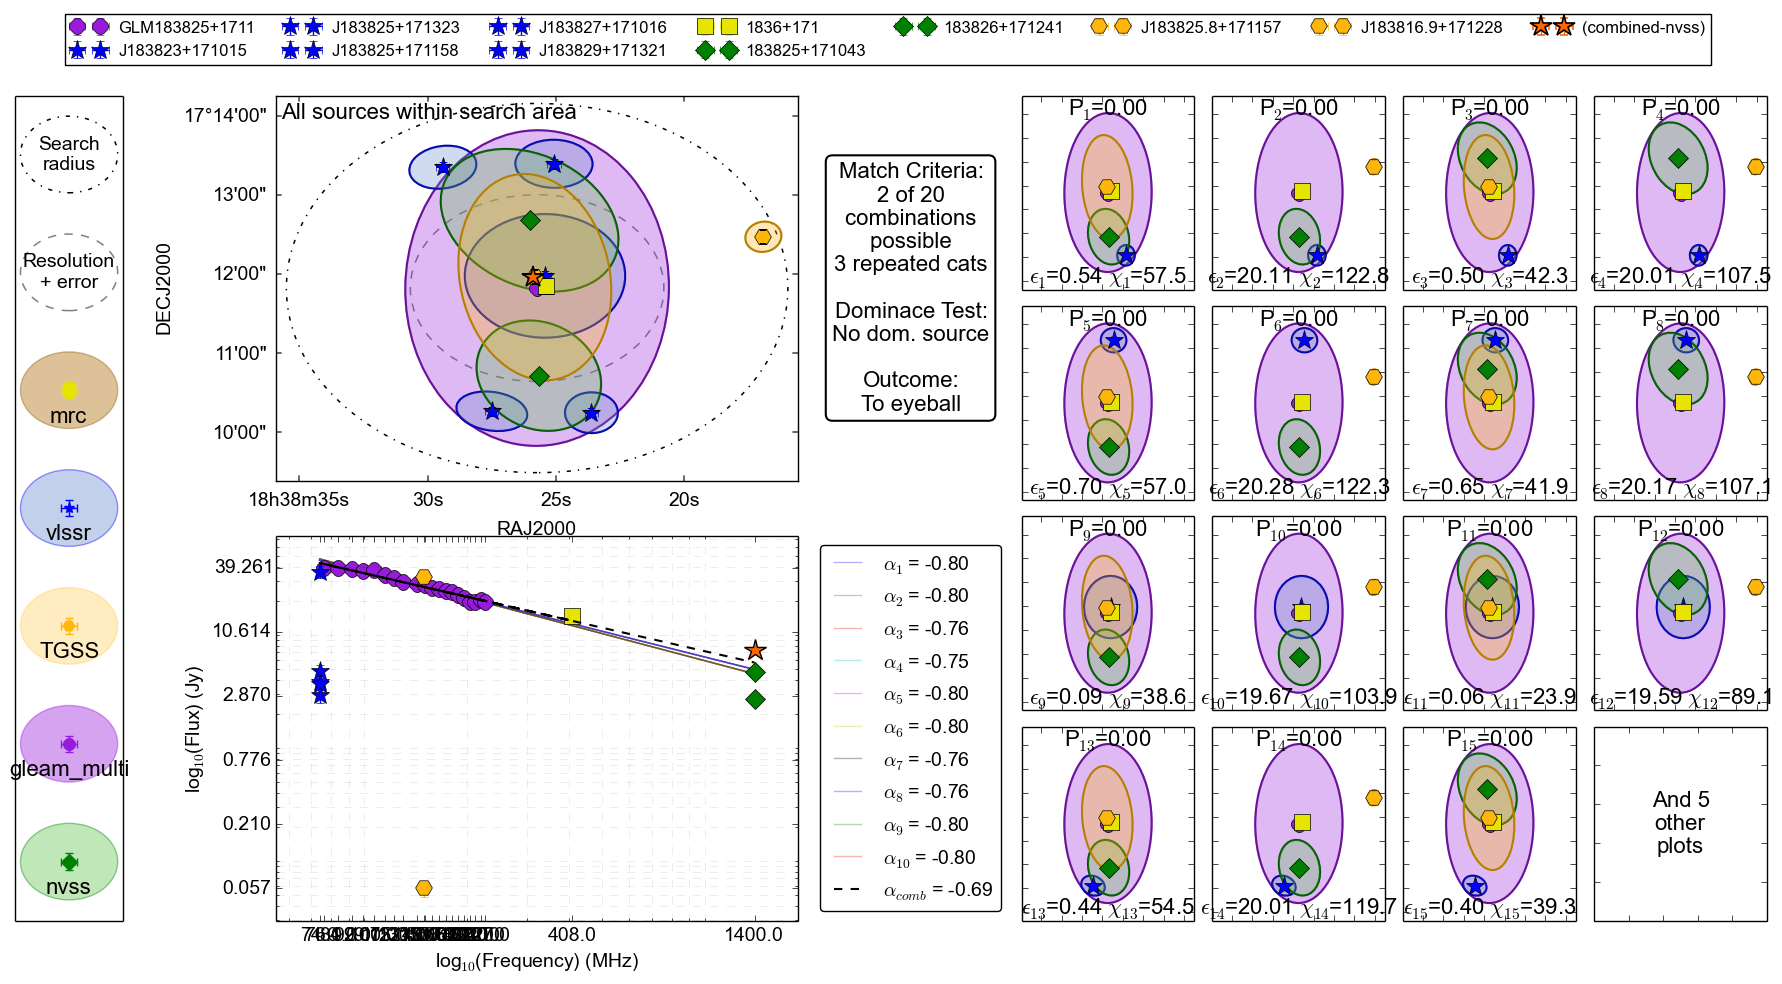 GLM183825+1711 J183825+171323 J183827+171016 1836+171 183826+171241 J183825.8+171157 J183816.9+171228 (combined-nvss)
J183823+171015 J183825+171158 J183829+171321 183825+171043
Search
radius
Resolution
+ error
mrc
vlssr
TGSS
gleam_multi
nvss
All sources within search area
17°14'00"
13'00"
12'00"
11'00"
10'00"
DECJ2000
18h38m35s 30s 25s 20s
RAJ2000
Match Criteria:
2 of 20
combinations
possible
3 repeated cats
Dominace Test:
No dom. source
Outcome:
To eyeball
39.261
10.614
2.870
0.776
0.210
0.057
log10(Flux) (Jy)
408.0 1400.0
log10(Frequency) (MHz)
α1 = -0.80
α2 = -0.80
α3 = -0.76
α4 = -0.75
α5 = -0.80
α6 = -0.80
α7 = -0.76
α8 = -0.76
α9 = -0.80
α10 = -0.80
αcomb = -0.69
P1=0.00 P2=0.00 P3=0.00 P4=0.00
ϵ1=0.54 χ1=57.5 ϵ2=20.11 χ2=122.8 ϵ3=0.50 χ3=42.3 ϵ4=20.01 χ4=107.5
P5=0.00 P6=0.00 P7=0.00 P8=0.00
ϵ5=0.70 χ5=57.0 ϵ6=20.28 χ6=122.3 ϵ7=0.65 χ7=41.9 ϵ8=20.17 χ8=107.1
P9=0.00 P10=0.00 P11=0.00 P12=0.00
ϵ9=0.09 χ9=38.6 ϵ10=19.67 χ10=103.9 ϵ11=0.06 χ11=23.9 ϵ12=19.59 χ12=89.1
P13=0.00 P14=0.00 P15=0.00
ϵ13=0.44 χ13=54.5 ϵ14=20.01 χ14=119.7 ϵ15=0.40 χ15=39.3
And 5
other
plots